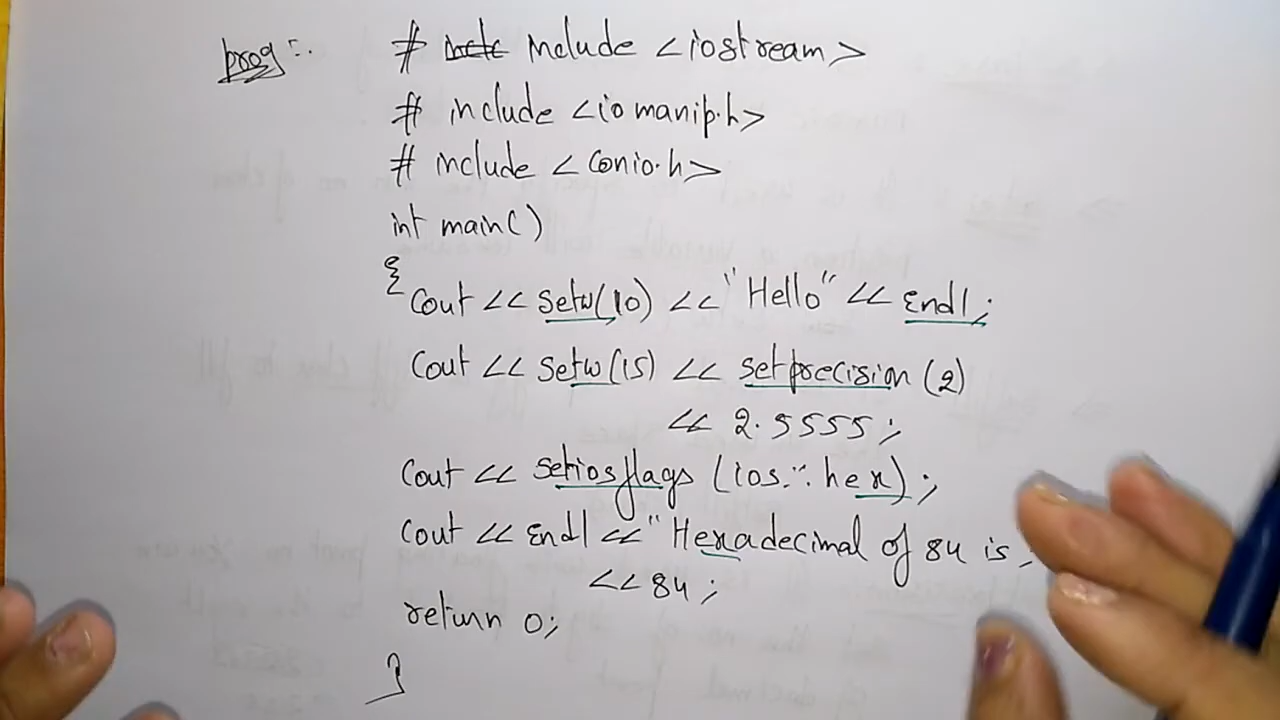 prog :-
# include <iostream>
# include <iomanip.h>
# include <conio.h>
int main()
{
cout << setw(10) << "Hello" << endl;
cout << setw(15) << setprecision (2)
<< 2.5555;
cout << setiosflags (ios::hex);
cout << endl << "Hexadecimal of 84 is
<< 84;
return 0;
}